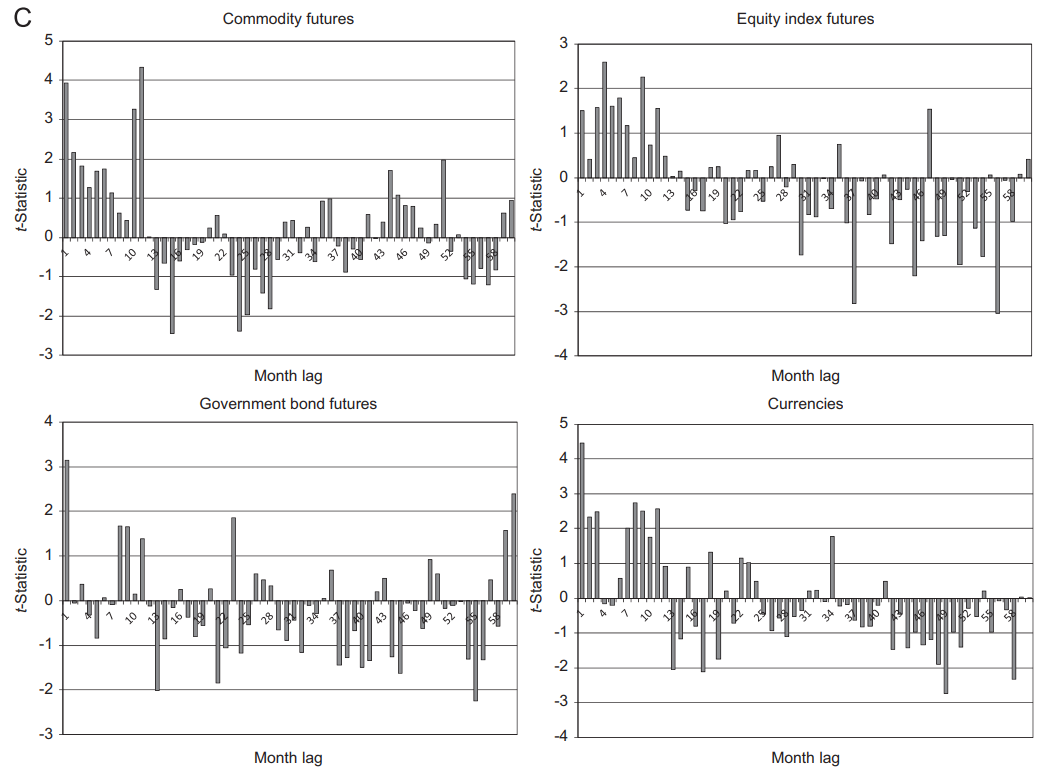 C
Commodity futures
5
4
3
2
1
0
-1
-2
-3
t-Statistic
1 4 7 10 13 16 19 22 25 28 31 34 37 40 43 46 49 52 55 58
Month lag
Equity index futures
3
2
1
0
-1
-2
-3
-4
t-Statistic
1 4 7 10 13 16 19 22 25 28 31 34 37 40 43 46 49 52 55 58
Month lag
Government bond futures
4
3
2
1
0
-1
-2
-3
t-Statistic
1 4 7 10 13 16 19 22 25 28 31 34 37 40 43 46 49 52 55 58
Month lag
Currencies
5
4
3
2
1
0
-1
-2
-3
-4
t-Statistic
1 4 7 10 13 16 19 22 25 28 31 34 37 40 43 46 49 52 55 58
Month lag